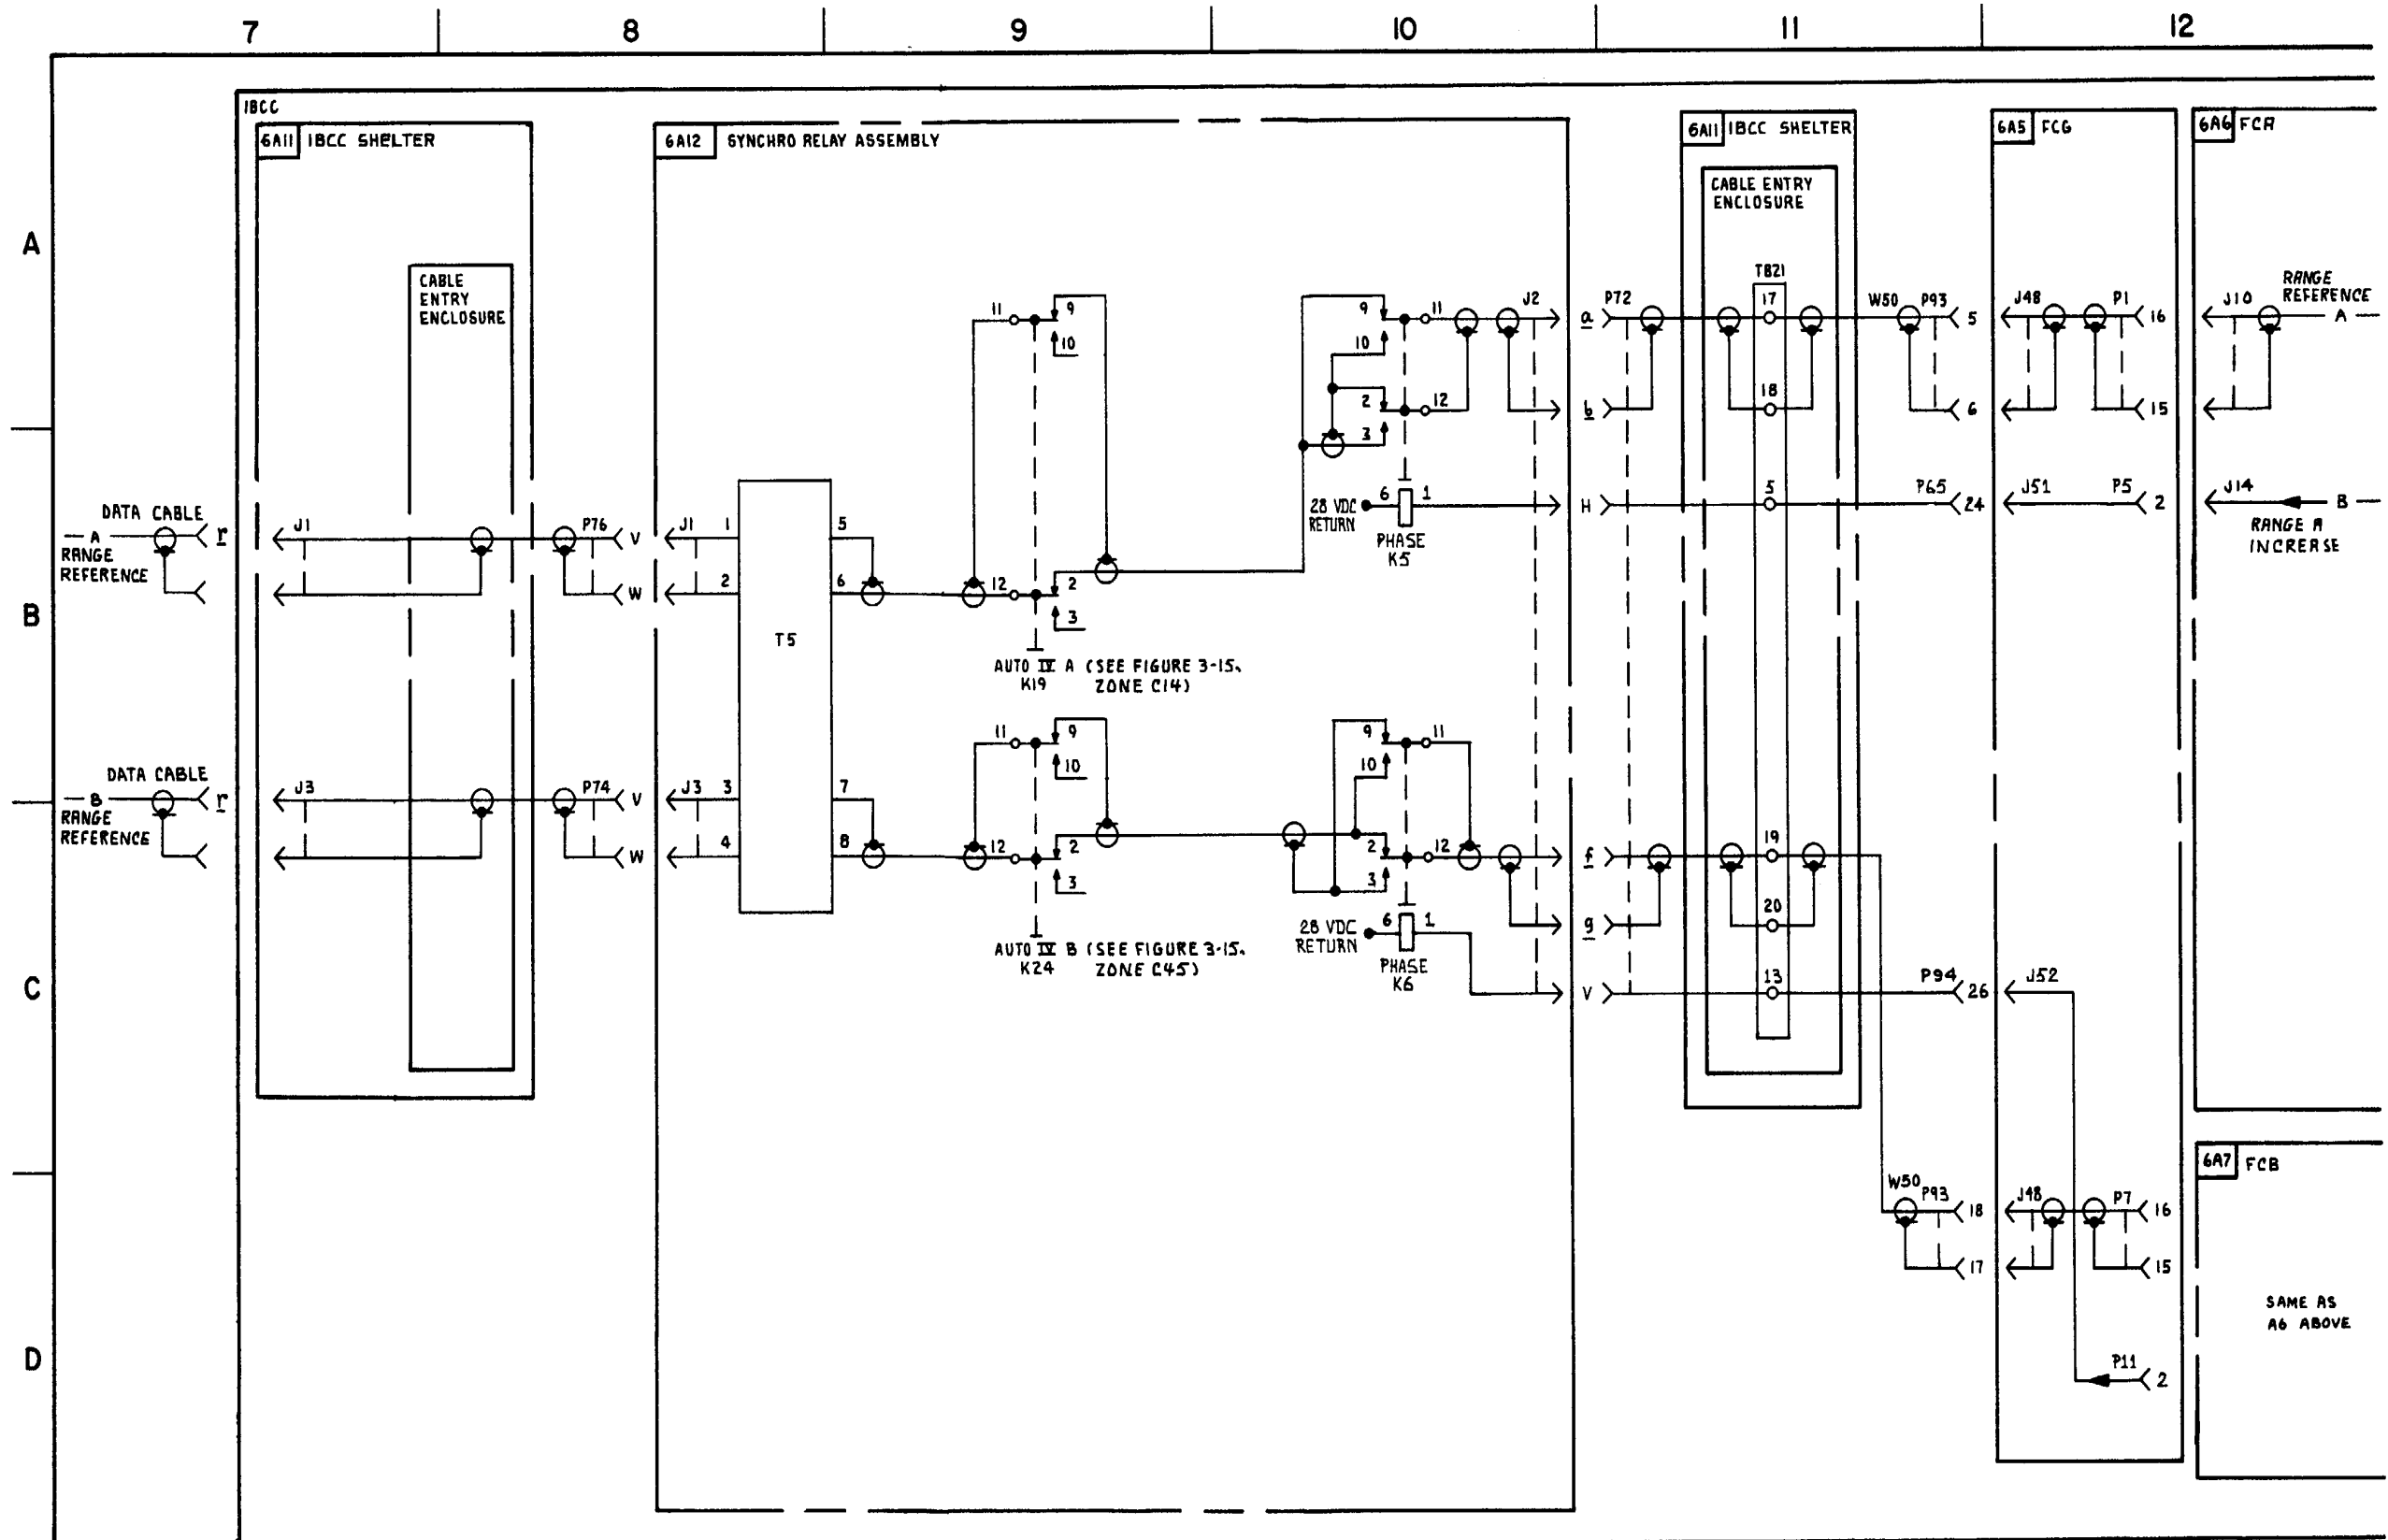 7 8 9 10 11 12
A
B
C
D
IBCC
6A11 IBCC SHELTER
CABLE
ENTRY
ENCLOSURE
6A12 SYNCHRO RELAY ASSEMBLY
6A11 IBCC SHELTER
CABLE ENTRY
ENCLOSURE
TB21
6A5 FCG
6A6 FCA
11 9
10
9 11
10
2 12
3
J2
a P72
17
W50 P93
5
J48 P1
16
J10
RANGE
REFERENCE
A
b
18
6
15
28 VDC
RETURN
6 1
PHASE
K5
H
5
P65
24
J51 P5
2
J14
B
RANGE A
INCREASE
DATA CABLE
A
RANGE
REFERENCE
r
J1
P76
V
W
J1 1
2
T5
5
6
12 2
3
AUTO IV A (SEE FIGURE 3-15,
K19 ZONE C14)
DATA CABLE
B
RANGE
REFERENCE
r
J3
P74
V
W
J3 3
4
7
8
11 9
10
12 2
3
AUTO IV B (SEE FIGURE 3-15,
K24 ZONE C45)
9 11
10
2 12
3
28 VDC
RETURN
6 1
PHASE
K6
f
g
V
19
20
13
P94
26
J52
W50
P93
18
17
J48 P7
16
15
P11
2
6A7 FCB
SAME AS
A6 ABOVE